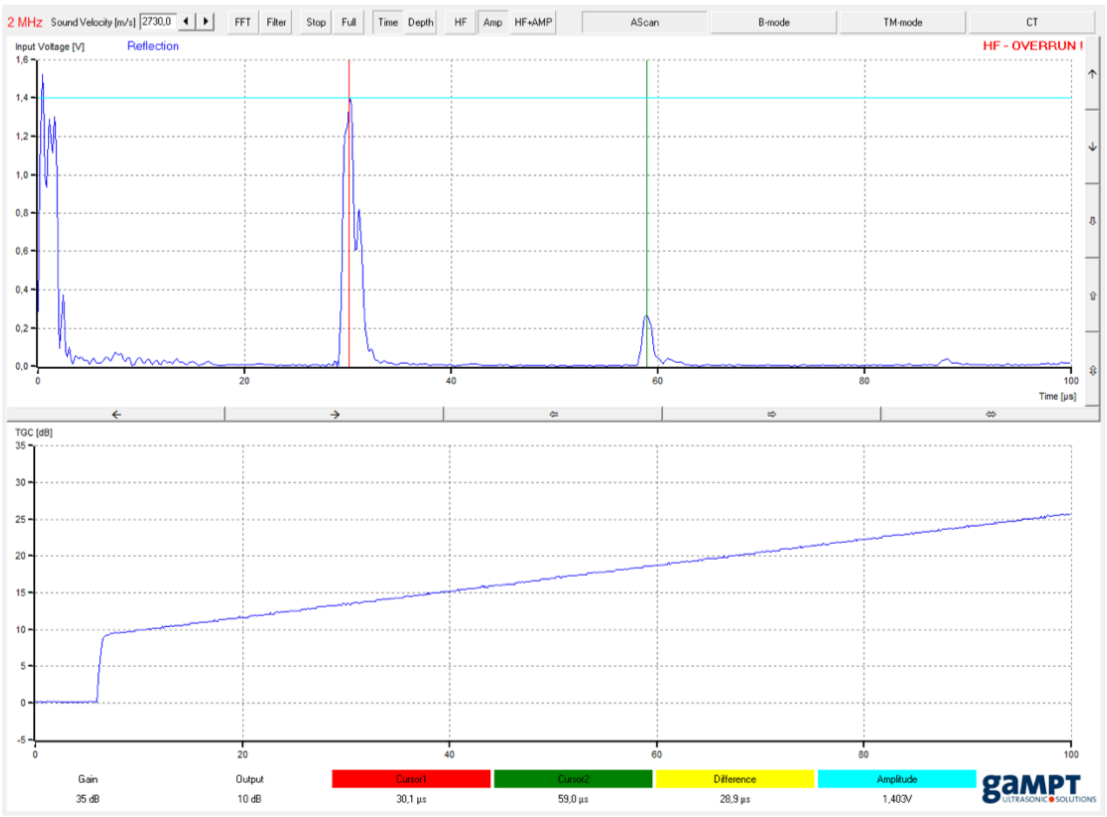 2 MHz Sound Velocity [m/s] 2730,0 FFT Filter Stop Full Time Depth HF Amp HF+AMP AScan B-mode TM-mode CT
Input Voltage [V] Reflection HF - OVERRUN !
1,6
1,4
1,2
1,0
0,8
0,6
0,4
0,2
0,0
0 20 40 60 80 100
Time [µs]
TGC [dB]
35
30
25
20
15
10
5
0
-5
0 20 40 60 80 100
Gain Output Cursor1 Cursor2 Difference Amplitude
35 dB 10 dB 30,1 µs 59,0 µs 28,9 µs 1,403V
gAMPT
ULTRASONIC SOLUTIONS